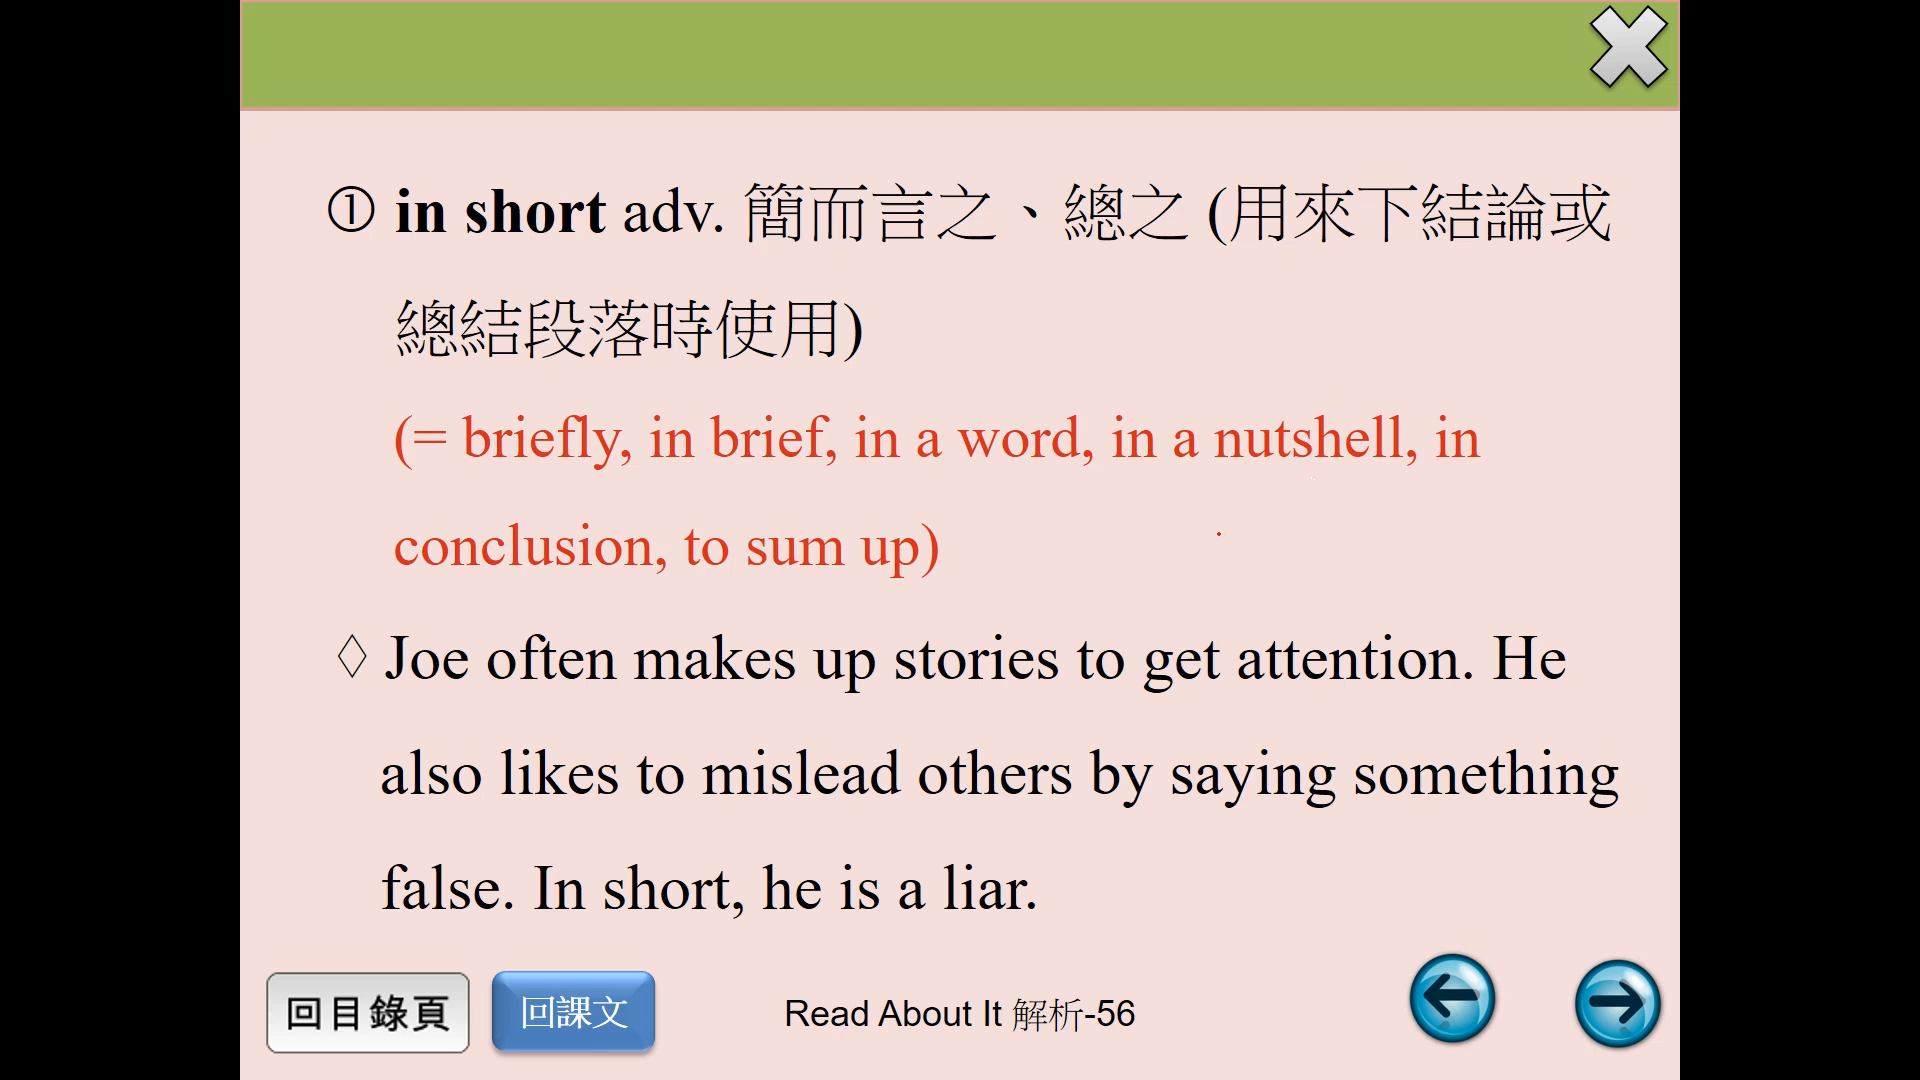 ① in short adv. 簡而言之、總之 (用來下結論或
總結段落時使用)
(= briefly, in brief, in a word, in a nutshell, in
conclusion, to sum up)
◊ Joe often makes up stories to get attention. He
also likes to mislead others by saying something
false. In short, he is a liar.
回目錄頁 回課文 Read About It 解析-56